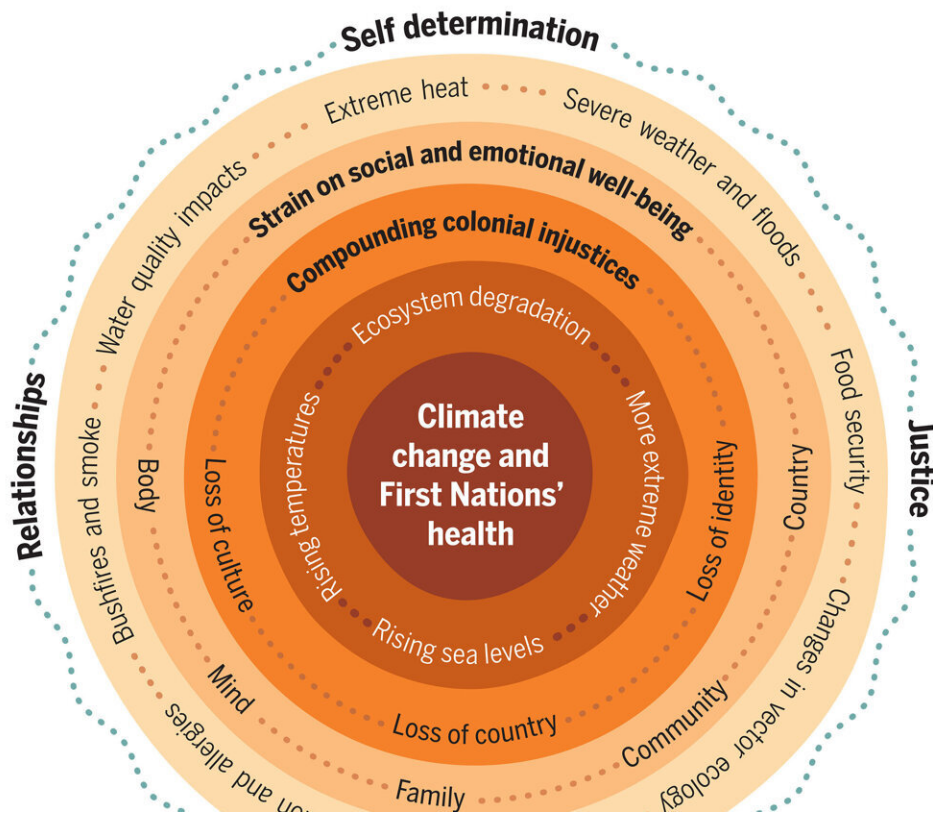 Self determination
Extreme heat
Severe weather and floods
Water quality impacts
Strain on social and emotional well-being
Compounding colonial injustices
Ecosystem degradation
Relationships
Bushfires and smoke
Body
Loss of culture
Rising temperatures
Climate
change and
First Nations’
health
More extreme weather
Loss of identity
Country
Food security
Justice
Rising sea levels
Changes in vector ecology
Mind
Loss of country
Community
and allergies
Family